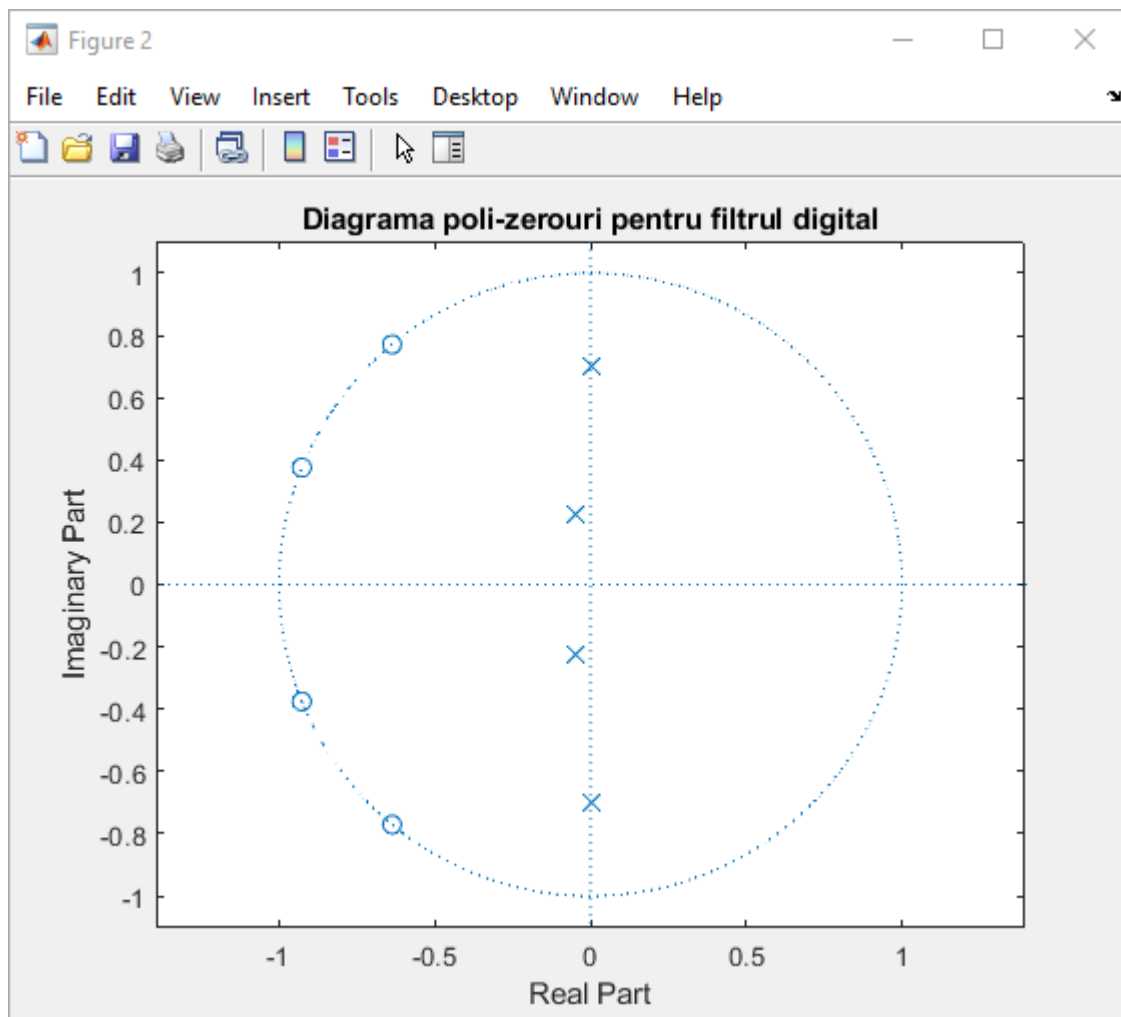 Figure 2
File Edit View Insert Tools Desktop Window Help
Diagrama poli-zerouri pentru filtrul digital
1
0.8
0.6
0.4
0.2
0
-0.2
-0.4
-0.6
-0.8
-1
Imaginary Part
-1 -0.5 0 0.5 1
Real Part